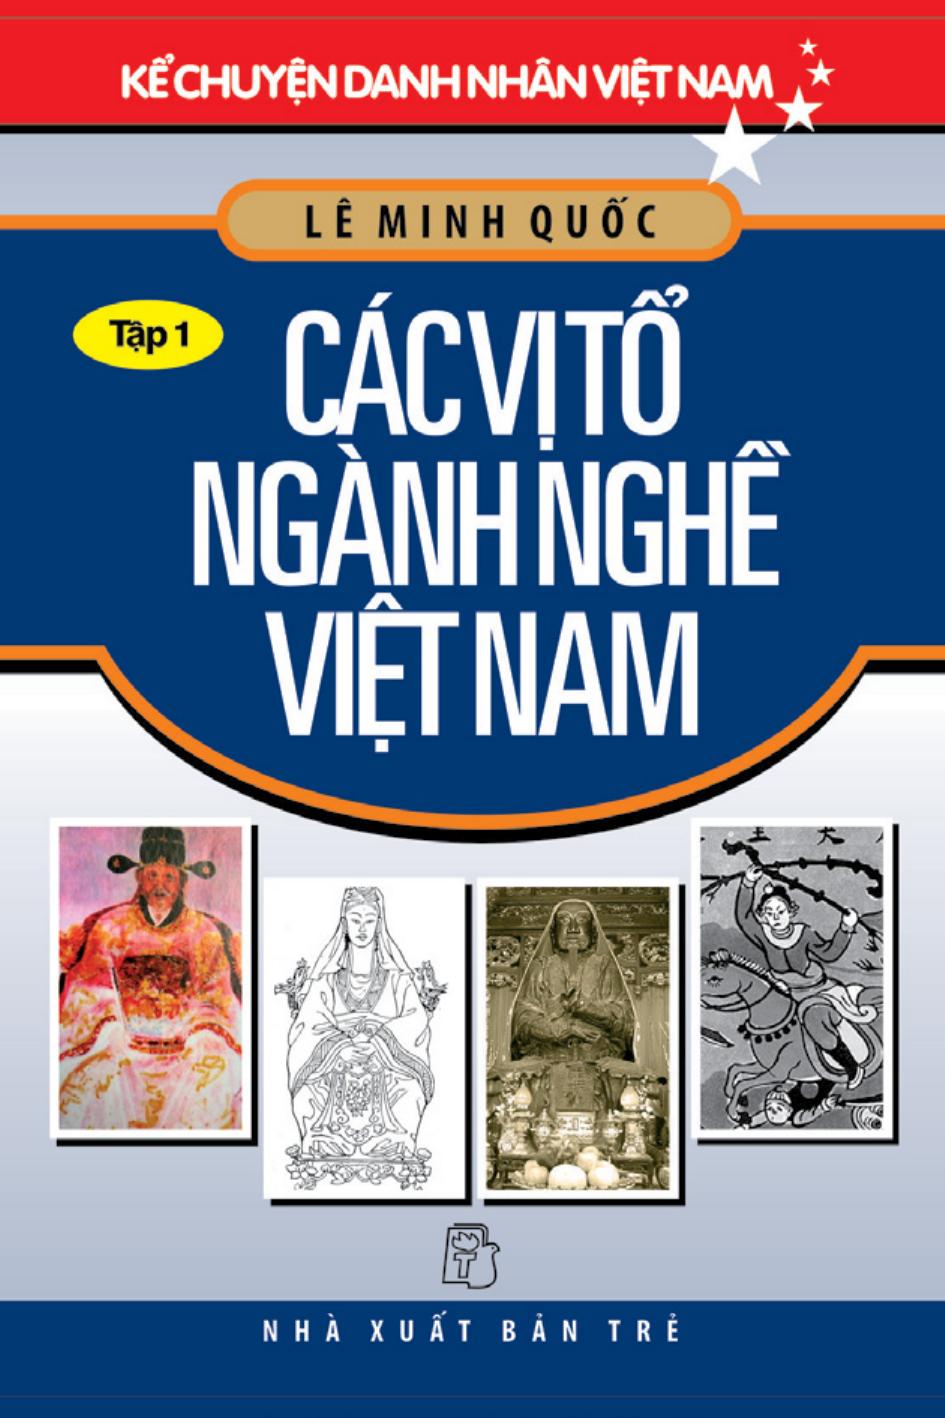 KỂ CHUYỆN DANH NHÂN VIỆT NAM
LÊ MINH QUỐC
Tập 1
CÁC VỊ TỔ
NGÀNH NGHỀ
VIỆT NAM
T
NHÀ XUẤT BẢN TRẺ